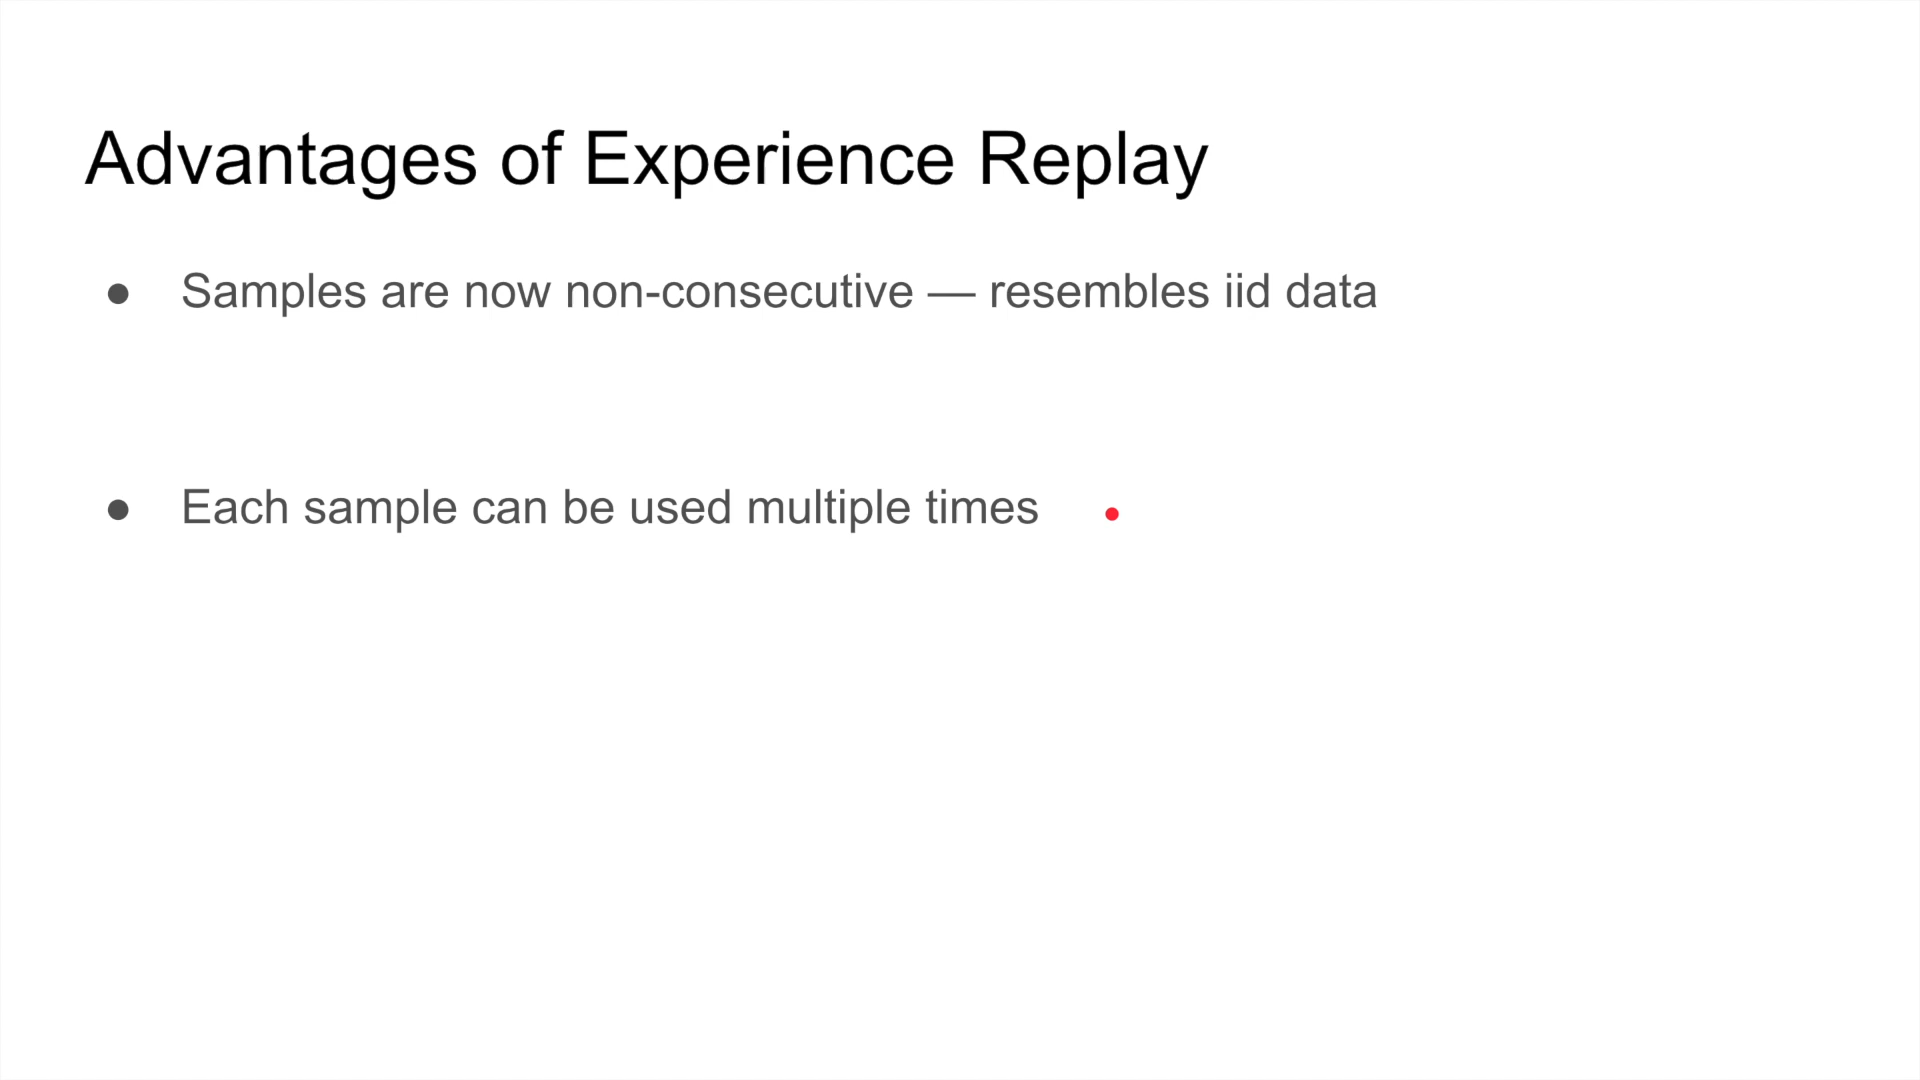 Advantages of Experience Replay
● Samples are now non-consecutive — resembles iid data
● Each sample can be used multiple times